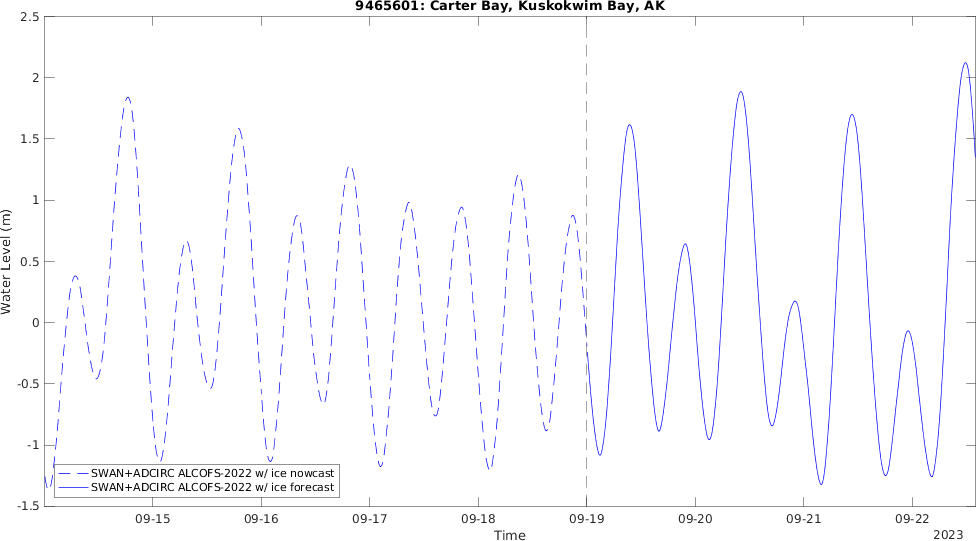 9465601: Carter Bay, Kuskokwim Bay, AK
2.5
2
1.5
1
0.5
0
-0.5
-1
-1.5
Water Level (m)
SWAN+ADCIRC ALCOFS-2022 w/ ice nowcast
SWAN+ADCIRC ALCOFS-2022 w/ ice forecast
09-15 09-16 09-17 09-18 09-19 09-20 09-21 09-22
Time
2023